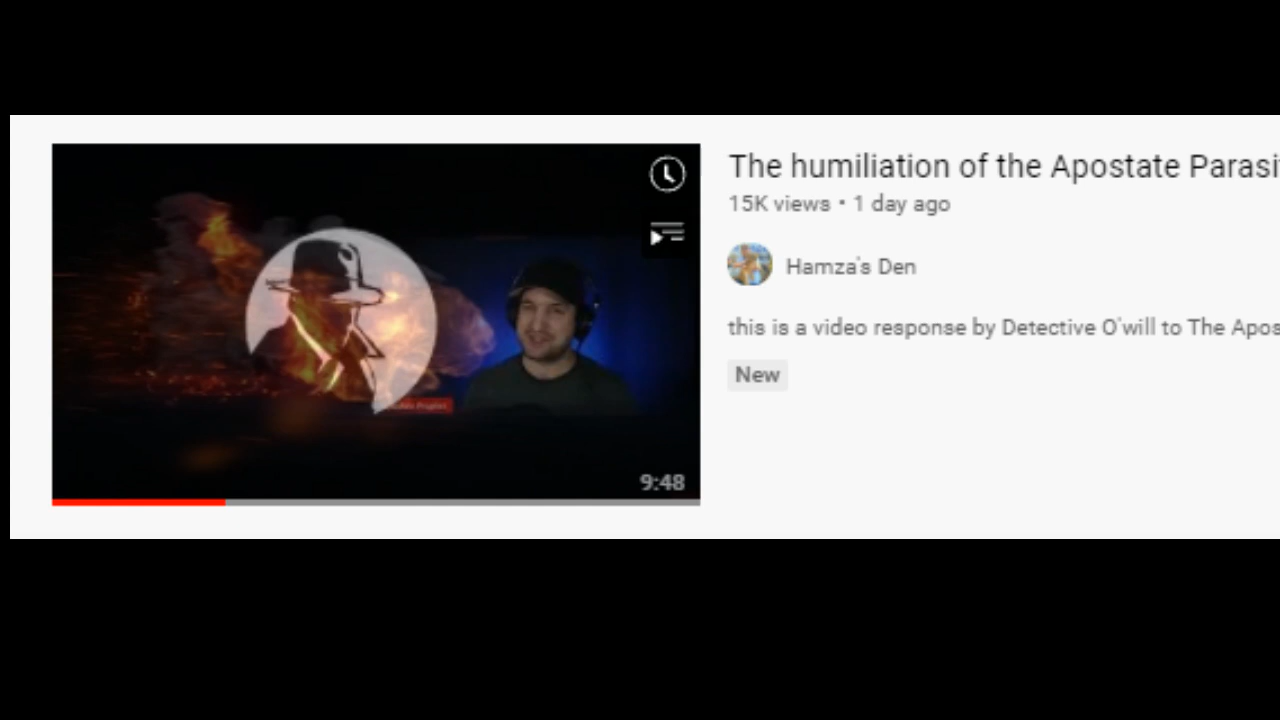 The humiliation of the Apostate Parasi
15K views • 1 day ago
Hamza's Den
this is a video response by Detective O'will to The Apos
New
9:48